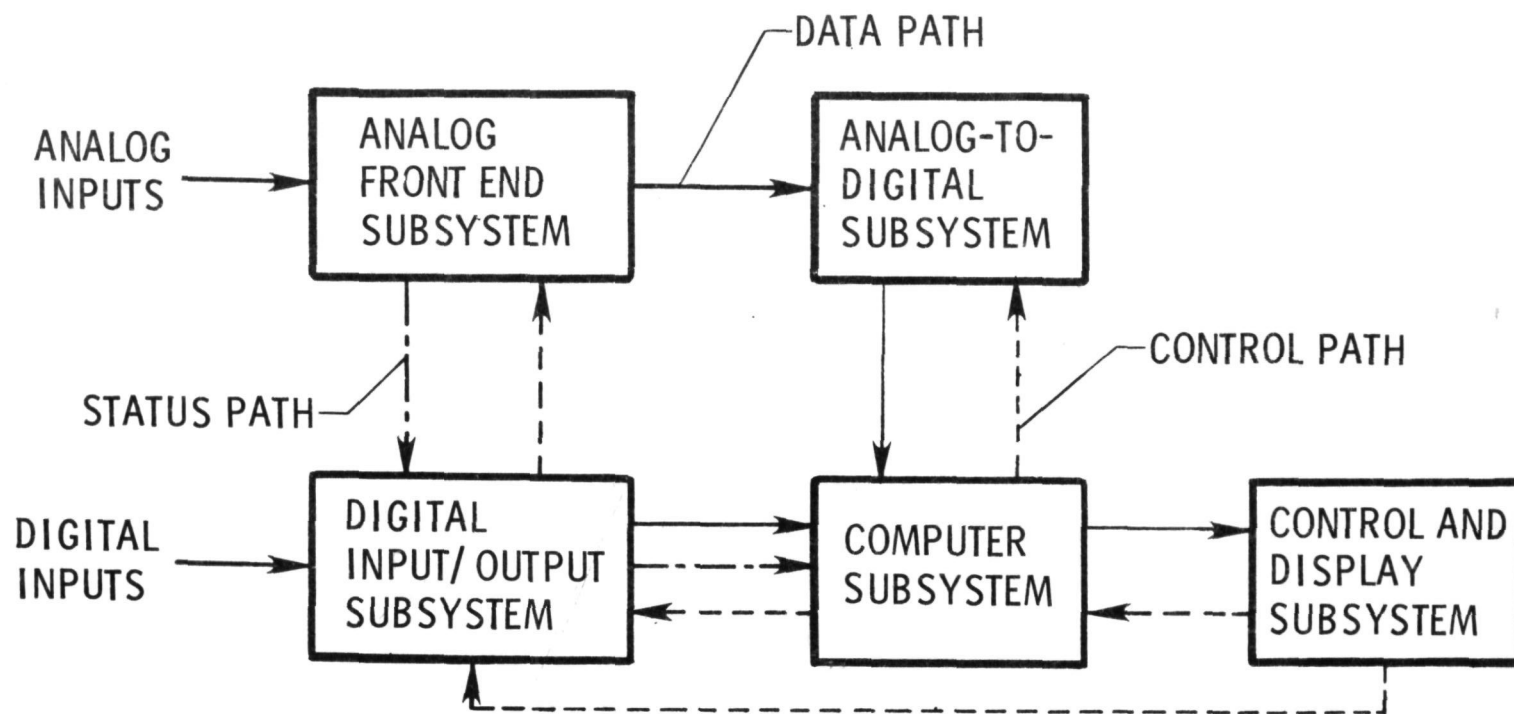 DATA PATH
ANALOG
INPUTS
ANALOG
FRONT END
SUBSYSTEM
ANALOG-TO-
DIGITAL
SUBSYSTEM
STATUS PATH
CONTROL PATH
DIGITAL
INPUTS
DIGITAL
INPUT/OUTPUT
SUBSYSTEM
COMPUTER
SUBSYSTEM
CONTROL AND
DISPLAY
SUBSYSTEM